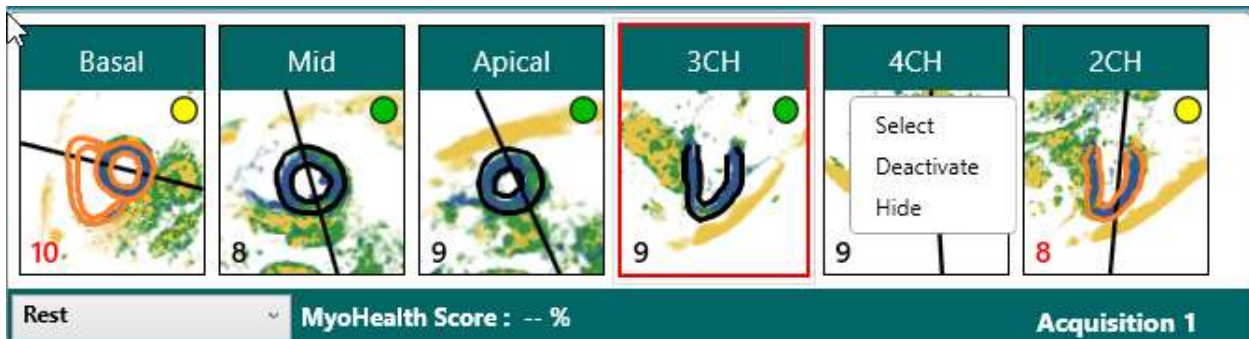 Basal
Mid
Apical
3CH
4CH
2CH
Select
Deactivate
Hide
10
8
9
9
9
8
Rest
MyoHealth Score : -- %
Acquisition 1